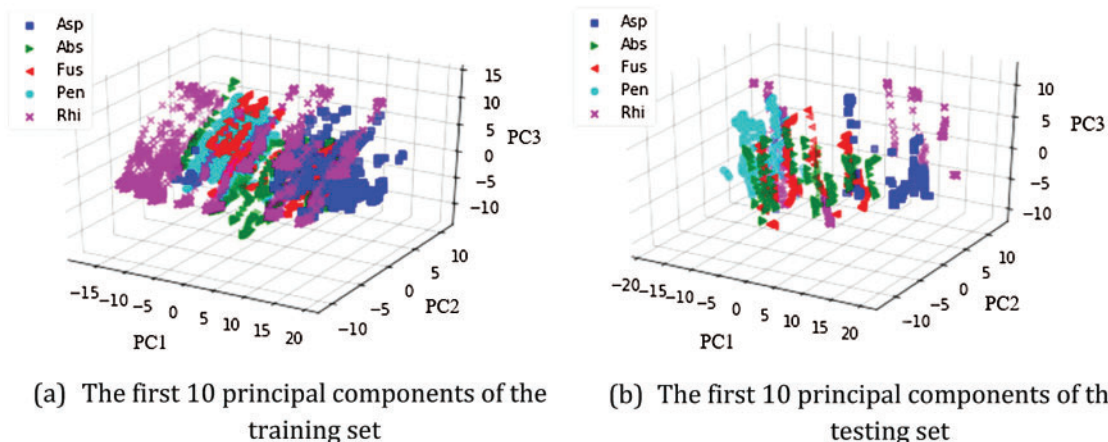 Asp
Abs
Fus
Pen
Rhi
15
10
5
0
−5
−10
PC3
10
5
0
−5
−10
PC2
−15
−10
−5
0
5
10
15
20
PC1
(a) The first 10 principal components of the
training set
Asp
Abs
Fus
Pen
Rhi
10
5
0
−5
−10
PC3
10
5
0
−5
−10
PC2
−20
−15
−10
−5
0
5
10
15
20
PC1
(b) The first 10 principal components of th
testing set